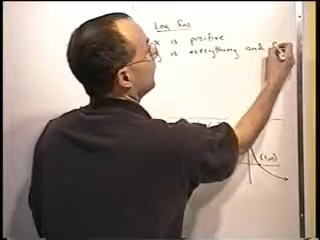 Log fns
x is positive
y is everything and
(1,0)